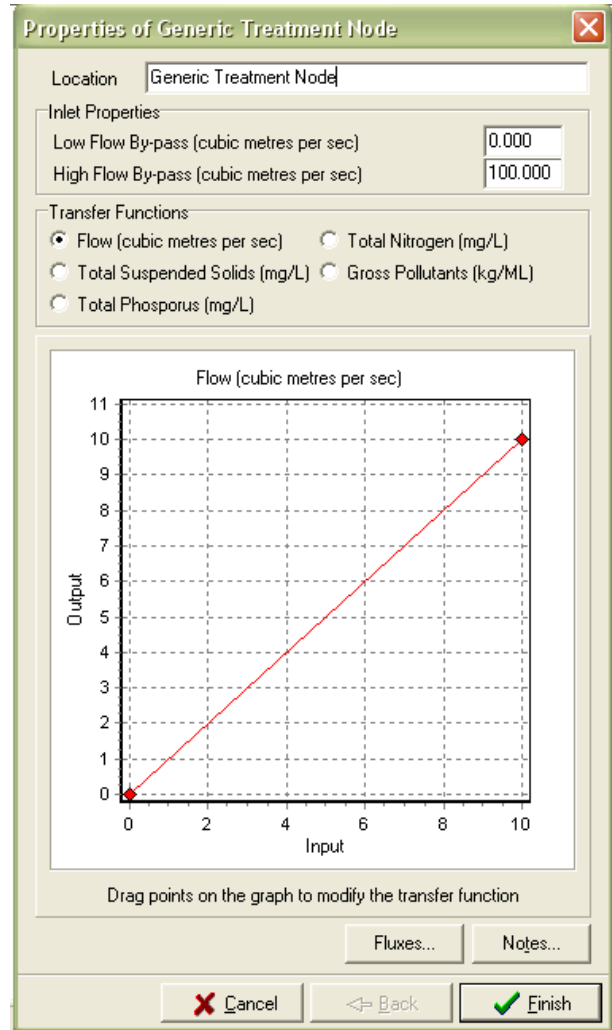 Properties of Generic Treatment Node
Location Generic Treatment Node
Inlet Properties
Low Flow By-pass (cubic metres per sec) 0.000
High Flow By-pass (cubic metres per sec) 100.000
Transfer Functions
Flow (cubic metres per sec) Total Nitrogen (mg/L)
Total Suspended Solids (mg/L) Gross Pollutants (kg/ML)
Total Phosporus (mg/L)
Flow (cubic metres per sec)
11
10
9
8
7
6
5
4
3
2
1
0
Output
0 2 4 6 8 10
Input
Drag points on the graph to modify the transfer function
Fluxes... Notes...
Cancel Back Finish